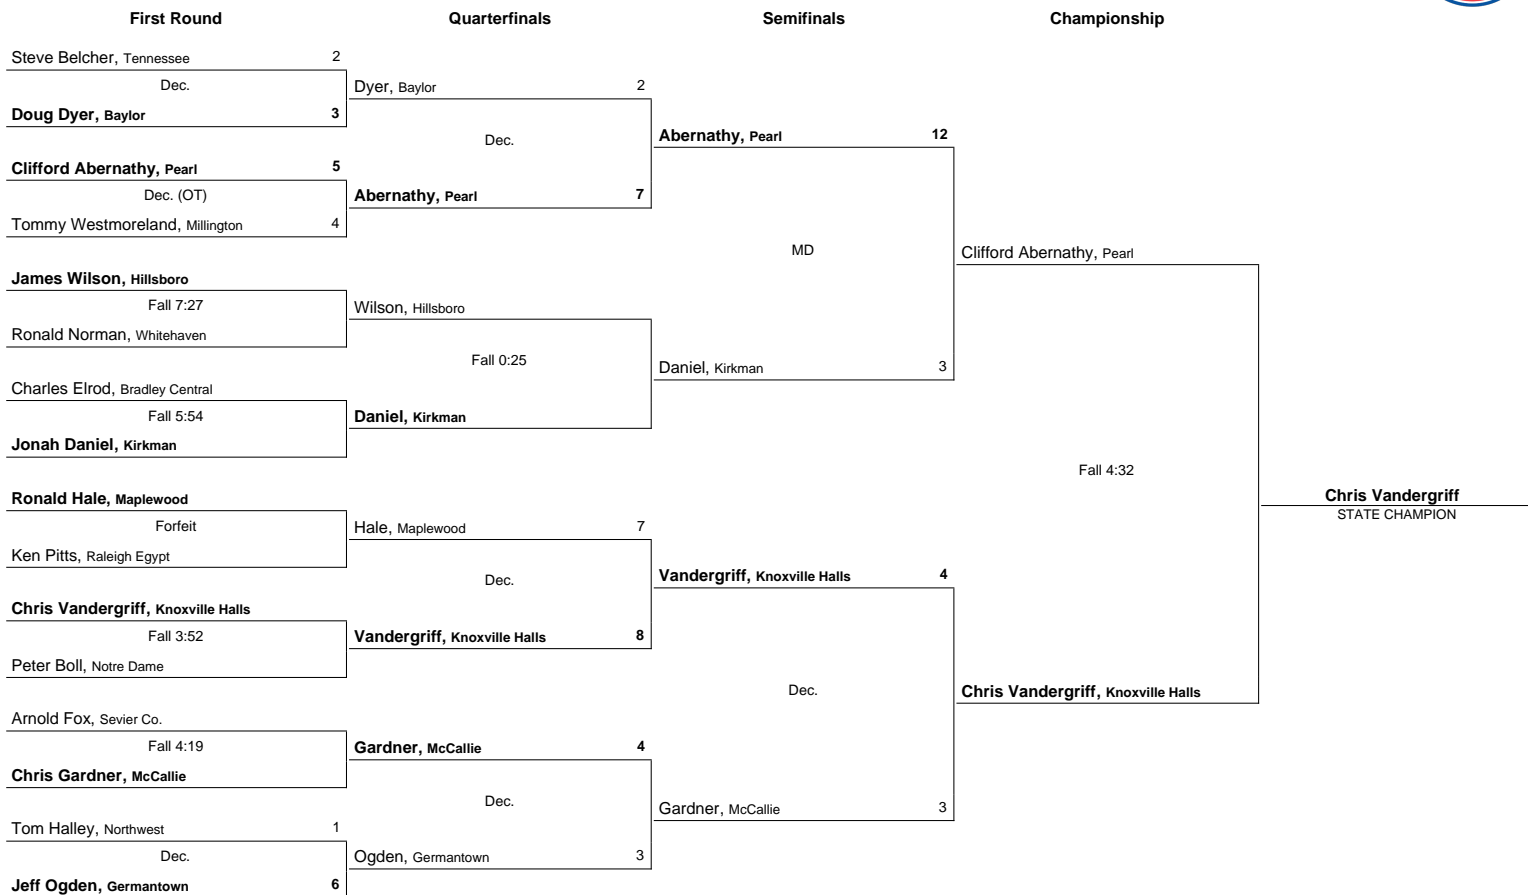 First Round
Quarterfinals
Semifinals
Championship
Steve Belcher, Tennessee 2
Dec.
Doug Dyer, Baylor 3
Clifford Abernathy, Pearl 5
Dec. (OT)
Tommy Westmoreland, Millington 4
James Wilson, Hillsboro
Fall 7:27
Ronald Norman, Whitehaven
Charles Elrod, Bradley Central
Fall 5:54
Jonah Daniel, Kirkman
Ronald Hale, Maplewood
Forfeit
Ken Pitts, Raleigh Egypt
Chris Vandergriff, Knoxville Halls
Fall 3:52
Peter Boll, Notre Dame
Arnold Fox, Sevier Co.
Fall 4:19
Chris Gardner, McCallie
Tom Halley, Northwest 1
Dec.
Jeff Ogden, Germantown 6
Dyer, Baylor 2
Dec.
Abernathy, Pearl 7
Wilson, Hillsboro
Fall 0:25
Daniel, Kirkman
Hale, Maplewood 7
Dec.
Vandergriff, Knoxville Halls 8
Gardner, McCallie 4
Dec.
Ogden, Germantown 3
Abernathy, Pearl 12
MD
Daniel, Kirkman 3
Vandergriff, Knoxville Halls 4
Dec.
Gardner, McCallie 3
Clifford Abernathy, Pearl
Fall 4:32
Chris Vandergriff, Knoxville Halls
Chris Vandergriff
STATE CHAMPION